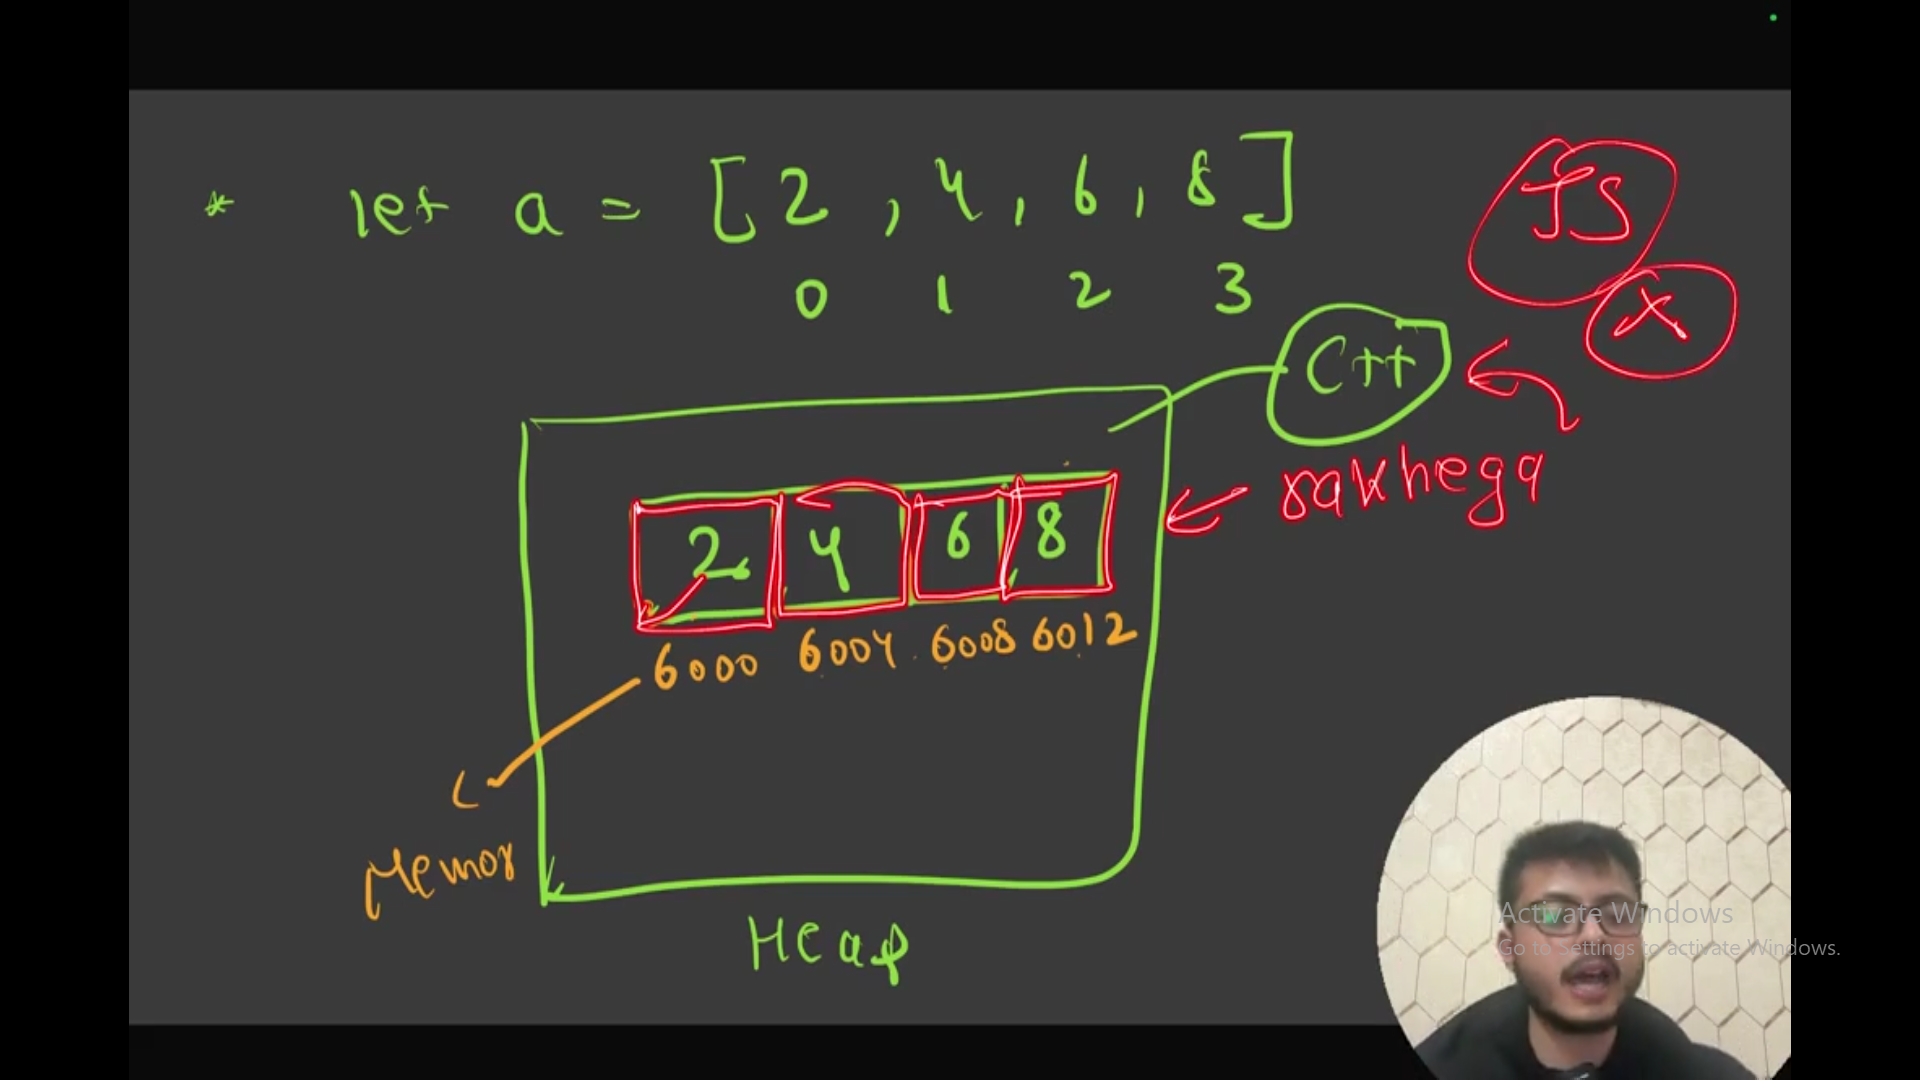 * let a = [2, 4, 6, 8]
JS
0 1 2 3
X
C++
rakhega
2 4 6 8
6000 6004 6008 6012
Memor
Heap
Activate Windows
Go to Settings to activate Windows.